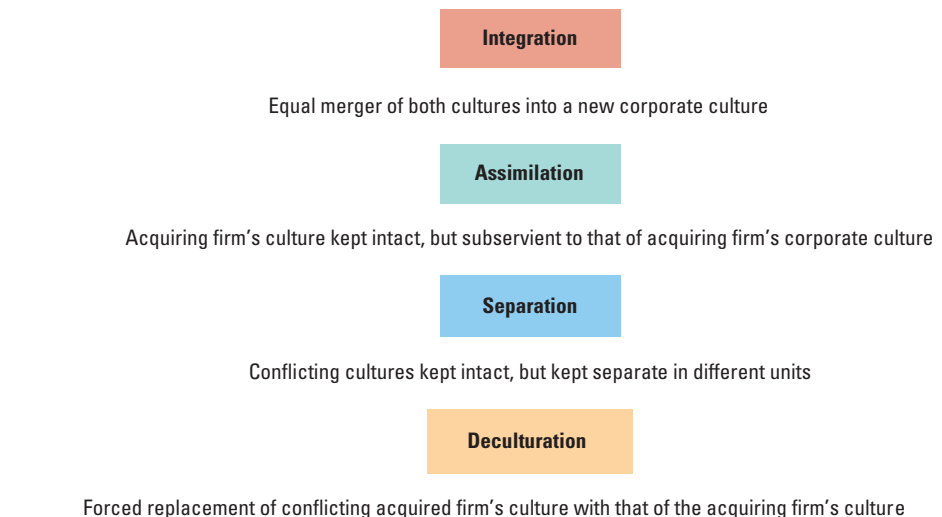 Integration
Equal merger of both cultures into a new corporate culture
Assimilation
Acquiring firm’s culture kept intact, but subservient to that of acquiring firm’s corporate culture
Separation
Conflicting cultures kept intact, but kept separate in different units
Deculturation
Forced replacement of conflicting acquired firm’s culture with that of the acquiring firm’s culture